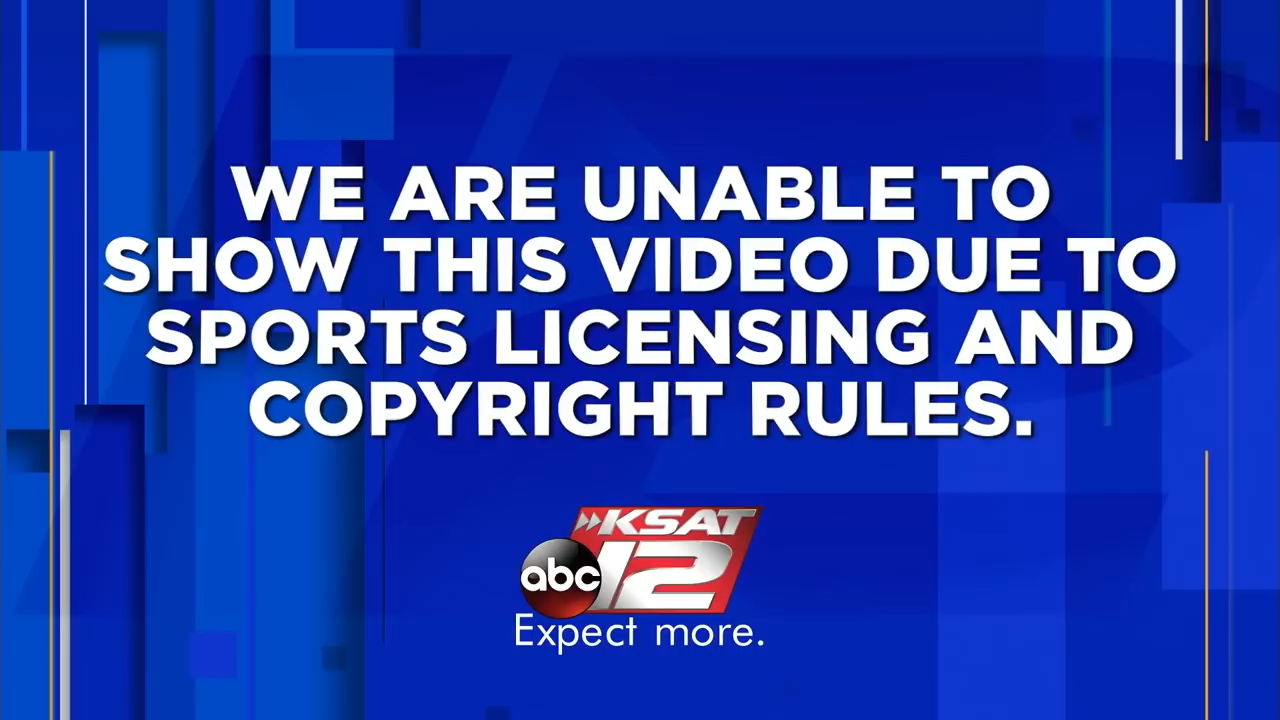 WE ARE UNABLE TO
SHOW THIS VIDEO DUE TO
SPORTS LICENSING AND
COPYRIGHT RULES.
KSAT
abc 12
Expect more.